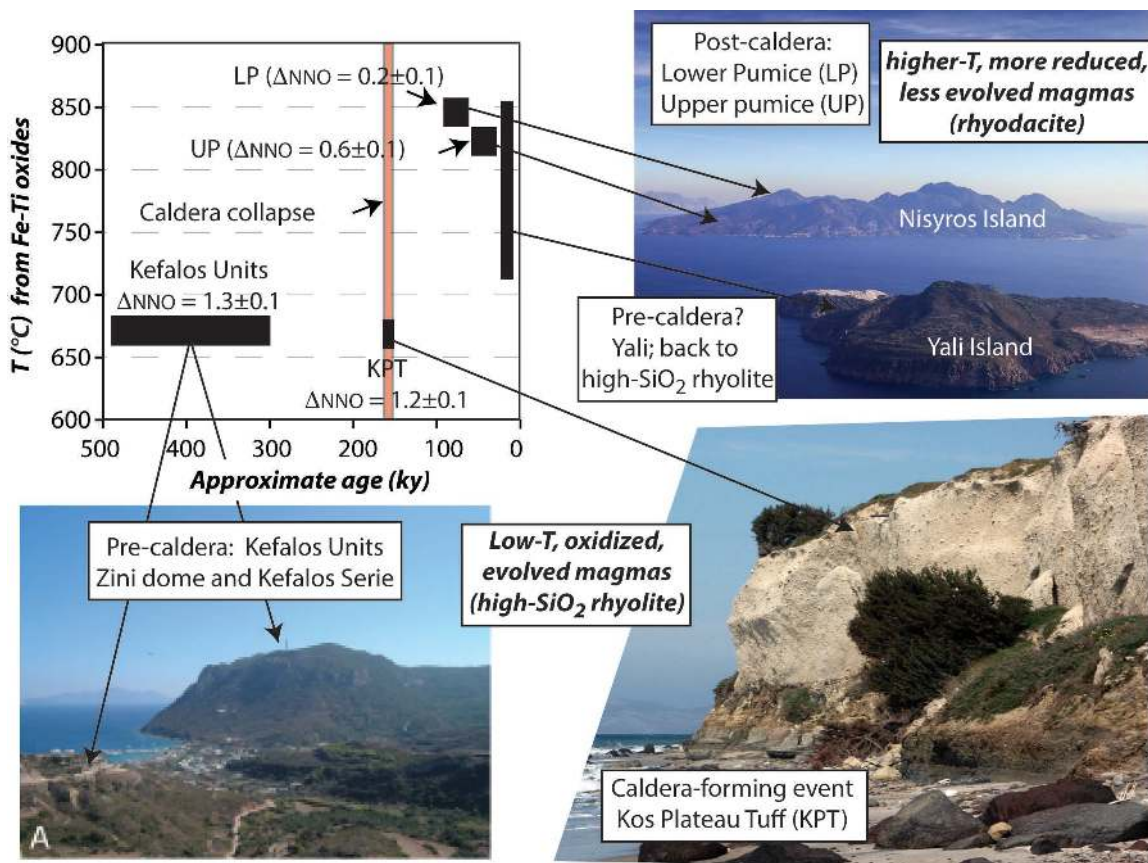 900
850
800
750
700
650
600
T (°C) from Fe-Ti oxides
500
400
300
200
100
0
Approximate age (ky)
LP (ΔNNO = 0.2±0.1)
UP (ΔNNO = 0.6±0.1)
Caldera collapse
Kefalos Units
ΔNNO = 1.3±0.1
KPT
ΔNNO = 1.2±0.1
Post-caldera:
Lower Pumice (LP)
Upper pumice (UP)
higher-T, more reduced,
less evolved magmas
(rhyodacite)
Nisyros Island
Pre-caldera?
Yali; back to
high-SiO₂ rhyolite
Yali Island
Pre-caldera: Kefalos Units
Zini dome and Kefalos Serie
Low-T, oxidized,
evolved magmas
(high-SiO₂ rhyolite)
A
Caldera-forming event
Kos Plateau Tuff (KPT)